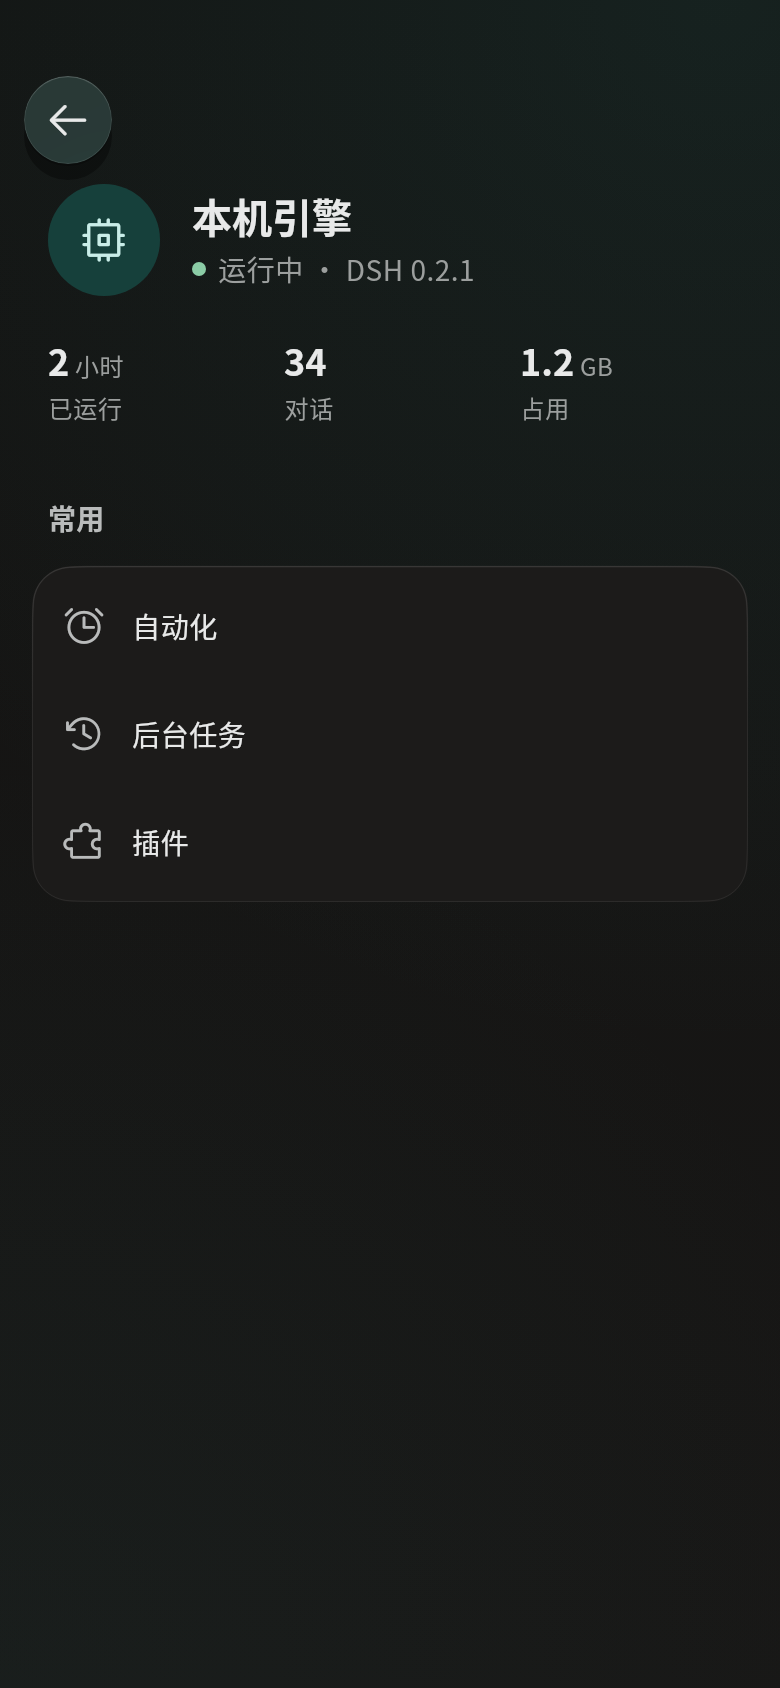 本机引擎
运行中 · DSH 0.2.1
2 小时
已运行
34
对话
1.2 GB
占用
常用
自动化
后台任务
插件